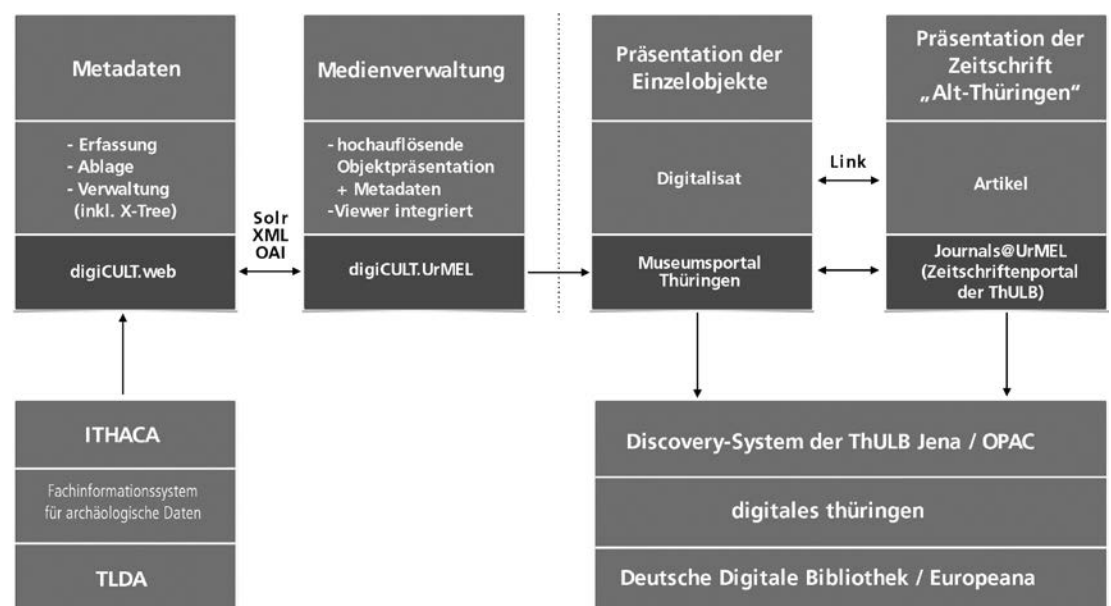 Metadaten
- Erfassung
- Ablage
- Verwaltung
(inkl. X-Tree)
digiCULT.web
Solr
XML
OAI
Medienverwaltung
-hochauflösende
Objektpräsentation
+ Metadaten
-Viewer integriert
digiCULT.UrMEL
Präsentation der
Einzelobjekte
Digitalisat
Museumsportal
Thüringen
Link
Präsentation der
Zeitschrift
„Alt-Thüringen“
Artikel
Journals@UrMEL
(Zeitschriftenportal
der ThULB)
ITHACA
Fachinformationssystem
für archäologische Daten
TLDA
Discovery-System der ThULB Jena / OPAC
digitales thüringen
Deutsche Digitale Bibliothek / Europeana